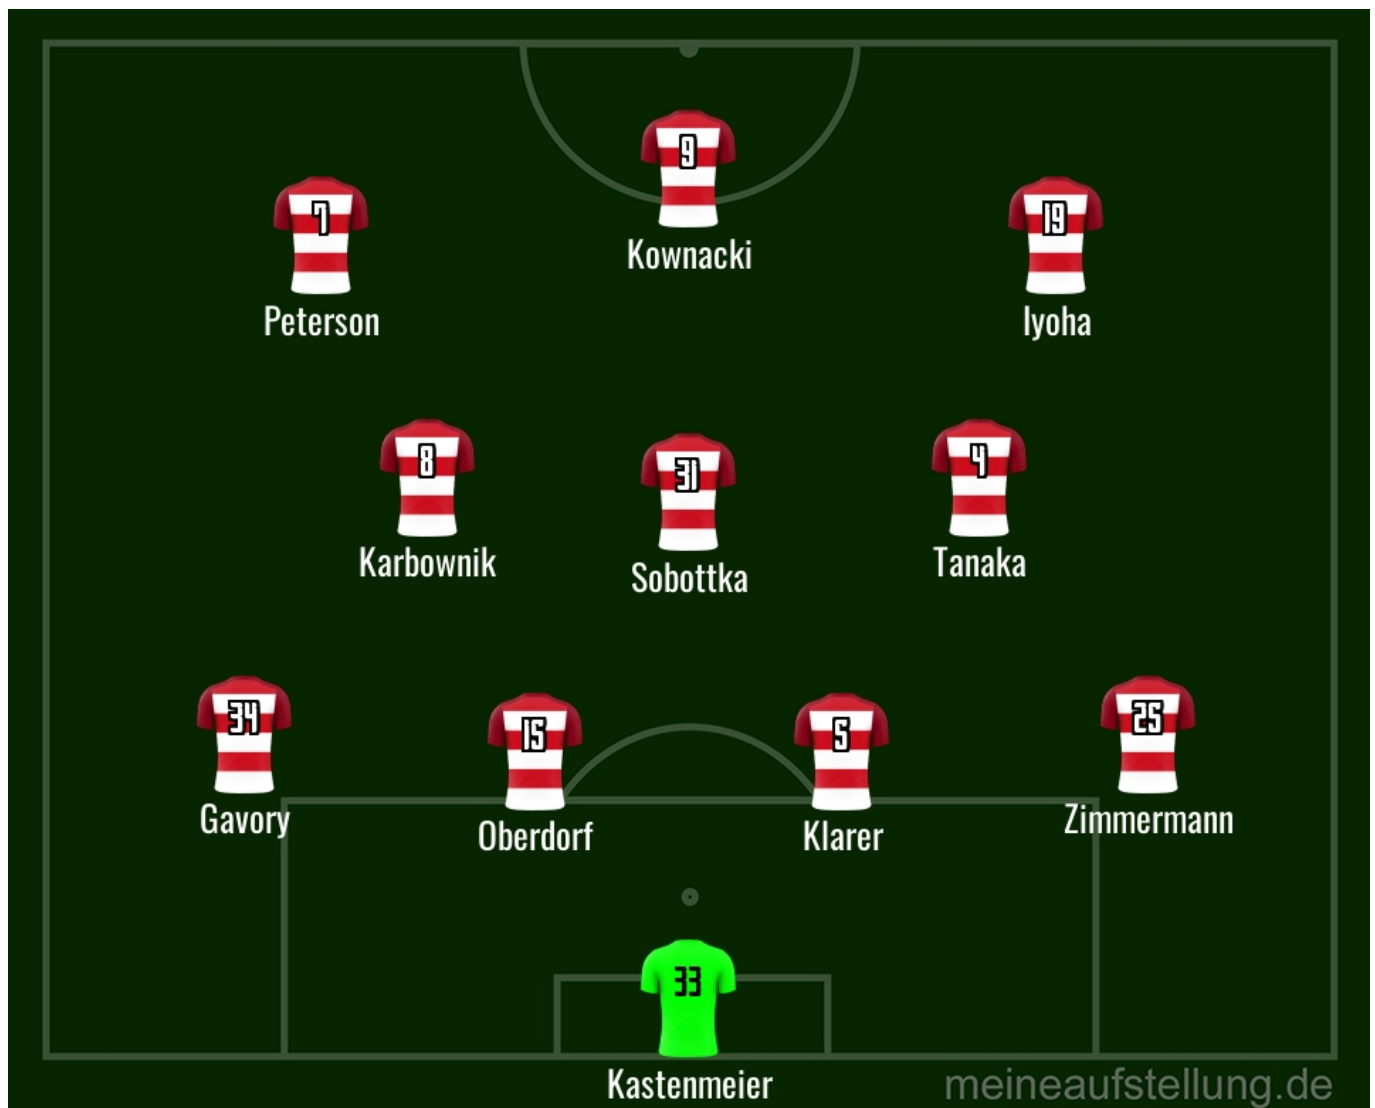 9
Kownacki
7
Peterson
19
Iyoha
8
Karbownik
31
Sobottka
4
Tanaka
34
Gavory
15
Oberdorf
5
Klarer
25
Zimmermann
33
Kastenmeier
meineaufstellung.de